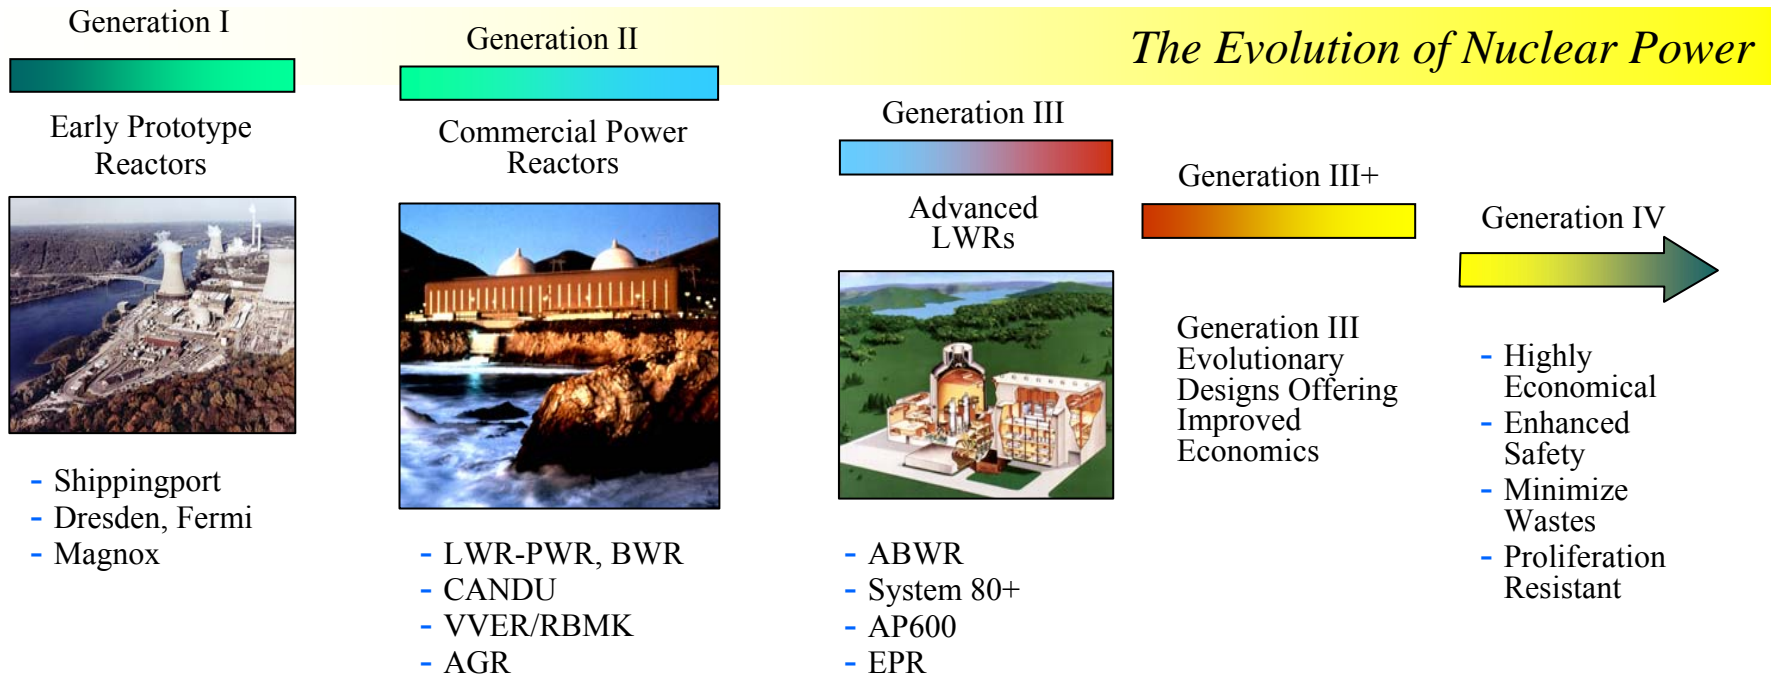 The Evolution of Nuclear Power
Generation I
Early Prototype
Reactors
- Shippingport
- Dresden, Fermi
- Magnox
Generation II
Commercial Power
Reactors
- LWR-PWR, BWR
- CANDU
- VVER/RBMK
- AGR
Generation III
Advanced
LWRs
- ABWR
- System 80+
- AP600
- EPR
Generation III+
Generation III
Evolutionary
Designs Offering
Improved
Economics
Generation IV
- Highly
Economical
- Enhanced
Safety
- Minimize
Wastes
- Proliferation
Resistant